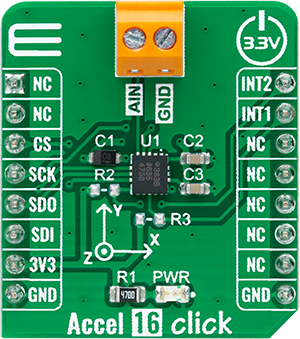 3.3V
AIN
GND
NC
NC
CS
SCK
SDO
SDI
3V3
GND
INT2
INT1
NC
NC
NC
NC
NC
GND
C1
U1
C2
C3
R2
R3
Y
X
Z
R1
PWR
4700
Accel 16 click